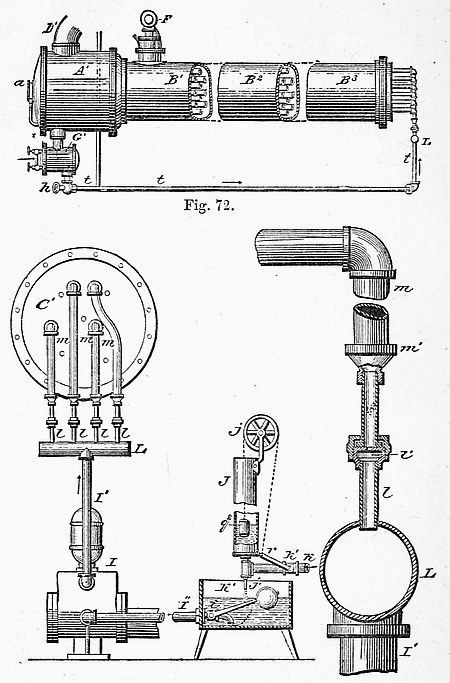 D' F
A' B' B² B³
a
i G' L
h t t t
Fig. 72.
C' m
m m m m'
l l l l v
L l
I' j
J
I q r k' k L
I" K' I'